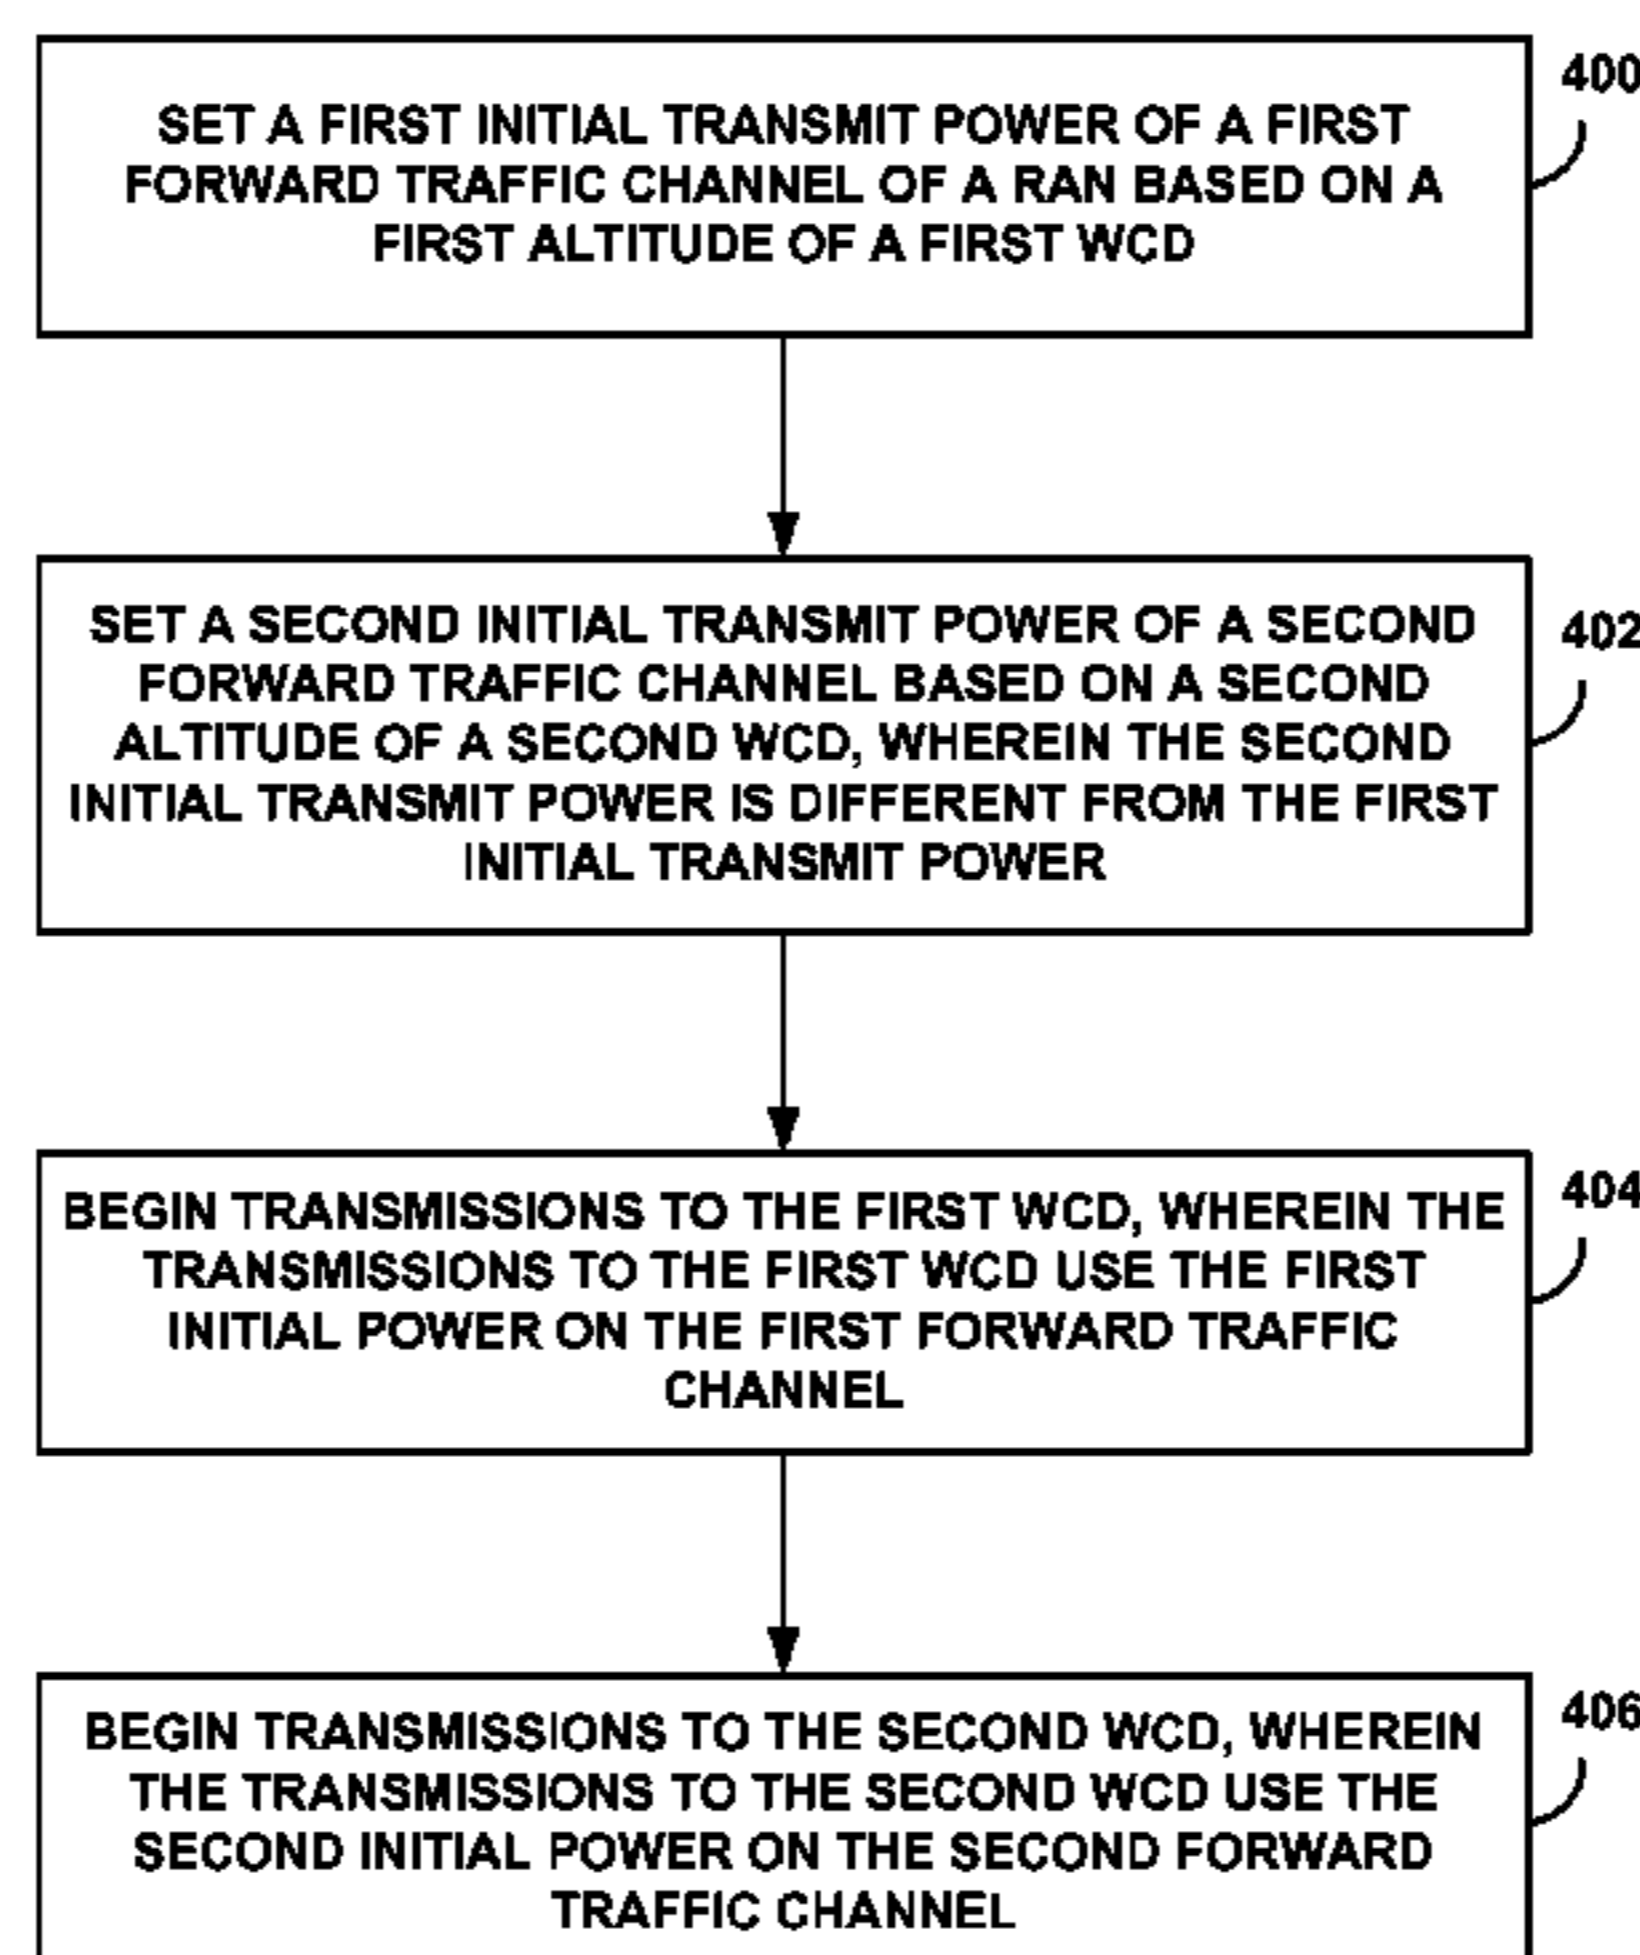 400
SET A FIRST INITIAL TRANSMIT POWER OF A FIRST
FORWARD TRAFFIC CHANNEL OF A RAN BASED ON A
FIRST ALTITUDE OF A FIRST WCD
402
SET A SECOND INITIAL TRANSMIT POWER OF A SECOND
FORWARD TRAFFIC CHANNEL BASED ON A SECOND
ALTITUDE OF A SECOND WCD, WHEREIN THE SECOND
INITIAL TRANSMIT POWER IS DIFFERENT FROM THE FIRST
INITIAL TRANSMIT POWER
404
BEGIN TRANSMISSIONS TO THE FIRST WCD, WHEREIN THE
TRANSMISSIONS TO THE FIRST WCD USE THE FIRST
INITIAL POWER ON THE FIRST FORWARD TRAFFIC
CHANNEL
406
BEGIN TRANSMISSIONS TO THE SECOND WCD, WHEREIN
THE TRANSMISSIONS TO THE SECOND WCD USE THE
SECOND INITIAL POWER ON THE SECOND FORWARD
TRAFFIC CHANNEL